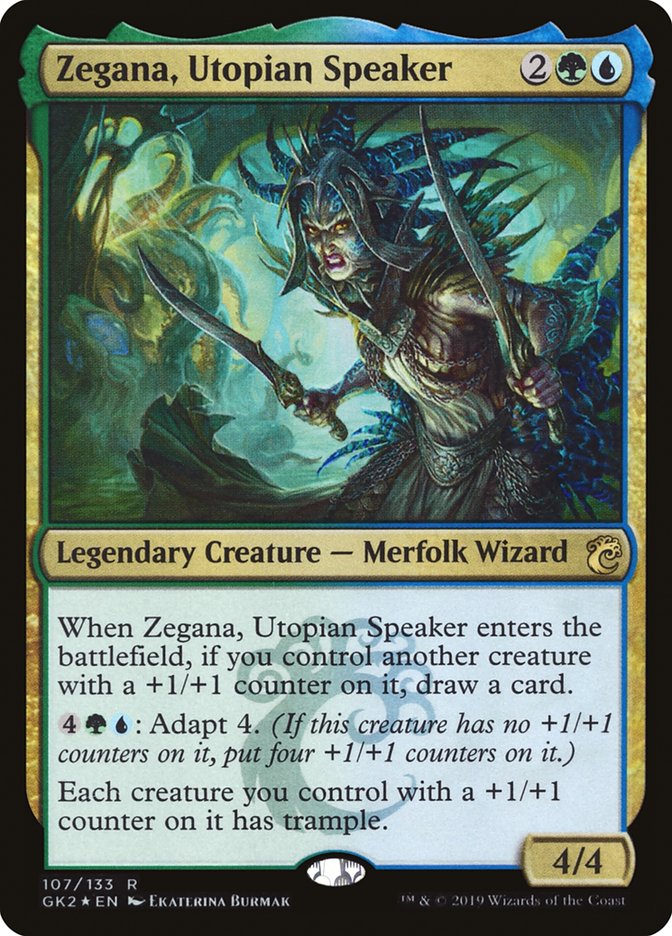 Zegana, Utopian Speaker 2
Legendary Creature — Merfolk Wizard
When Zegana, Utopian Speaker enters the
battlefield, if you control another creature
with a +1/+1 counter on it, draw a card.
4 : Adapt 4. (If this creature has no +1/+1
counters on it, put four +1/+1 counters on it.)
Each creature you control with a +1/+1
counter on it has trample.
4/4
107/133 R
GK2★EN Ekaterina Burmak
™ & © 2019 Wizards of the Coast